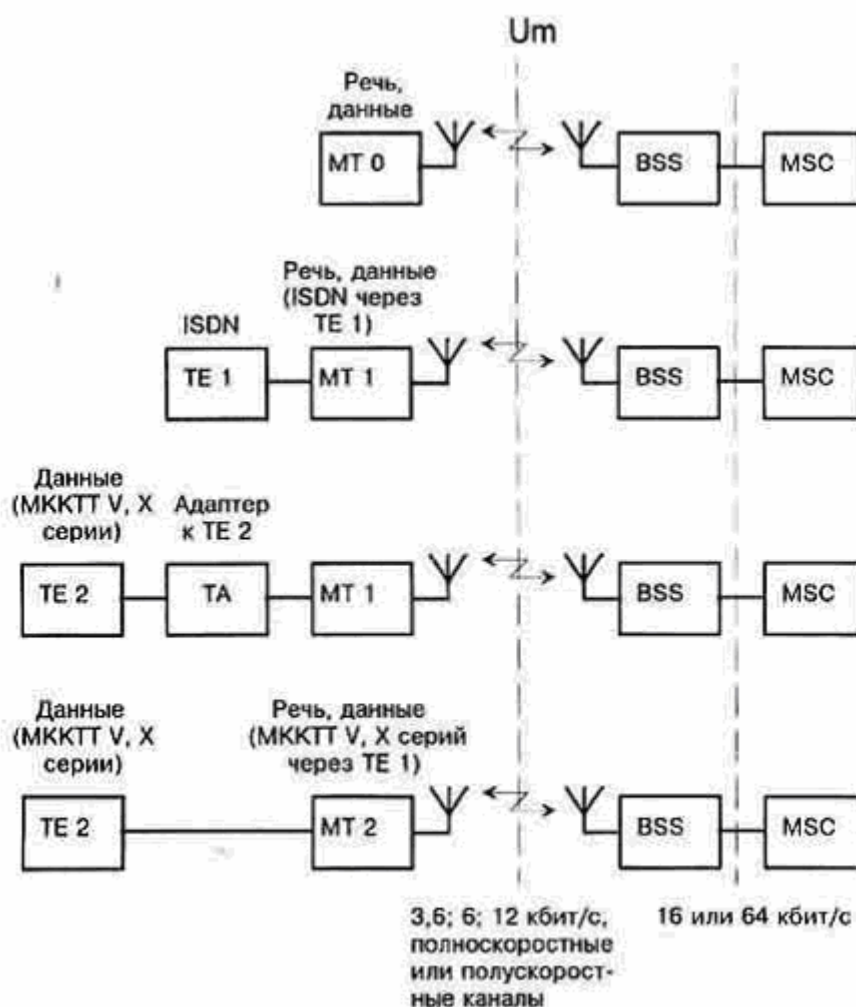 Um
Речь,
данные
MT 0
BSS
MSC
Речь, данные
(ISDN через
TE 1)
ISDN
TE 1
MT 1
BSS
MSC
Данные
(МККТТ V, X
серии)
Адаптер
к TE 2
TE 2
TA
MT 1
BSS
MSC
Данные
(МККТТ V, X
серии)
Речь, данные
(МККТТ V, X серий
через TE 1)
TE 2
MT 2
BSS
MSC
3,6; 6; 12 кбит/с,
полноскоростные
или полускорост-
ные каналы
16 или 64 кбит/с